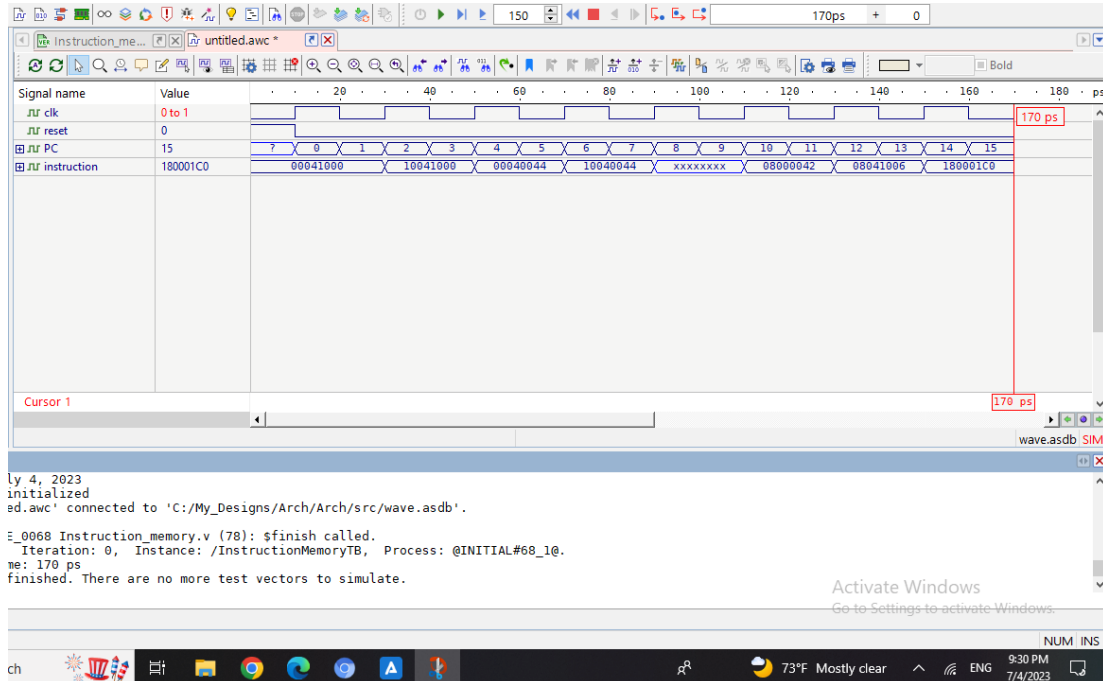 150 170ps + 0
Instruction_me... untitled.awc *
Bold
Signal name Value 20 40 60 80 100 120 140 160 180 ps
clk 0 to 1 170 ps
reset 0
PC 15 ? 0 1 2 3 4 5 6 7 8 9 10 11 12 13 14 15
instruction 180001C0 00041000 10041000 00040044 10040044 xxxxxxxx 08000042 08041006 180001C0
Cursor 1 170 ps
wave.asdb SIM
ly 4, 2023
initialized
ed.awc' connected to 'C:/My_Designs/Arch/Arch/src/wave.asdb'.
E_0068 Instruction_memory.v (78): $finish called.
Iteration: 0, Instance: /InstructionMemoryTB, Process: @INITIAL#68_1@.
me: 170 ps
finished. There are no more test vectors to simulate.
Activate Windows
Go to Settings to activate Windows.
NUM INS
ch 73°F Mostly clear ENG 9:30 PM
7/4/2023